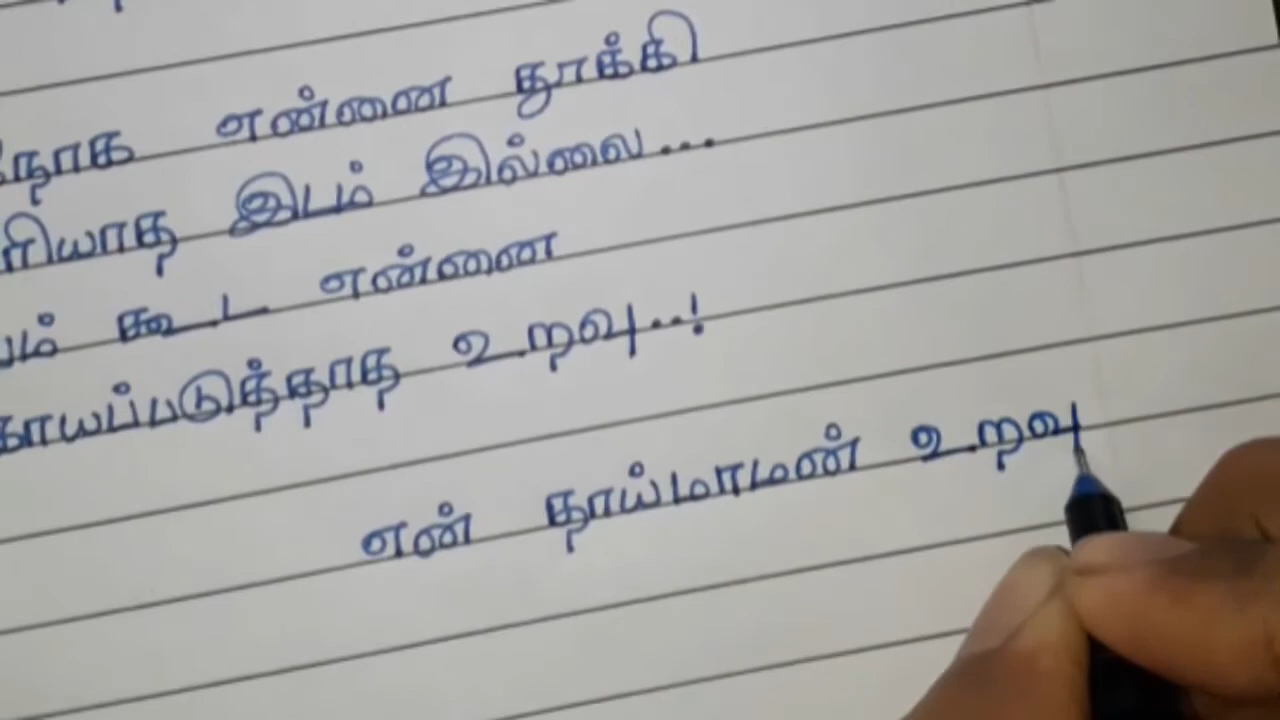 என்னை தூக்கி
இடம் இல்லை...
கூட என்னை
காயப்படுத்தாத உறவு..!
என் தாய்மாமன் உறவு